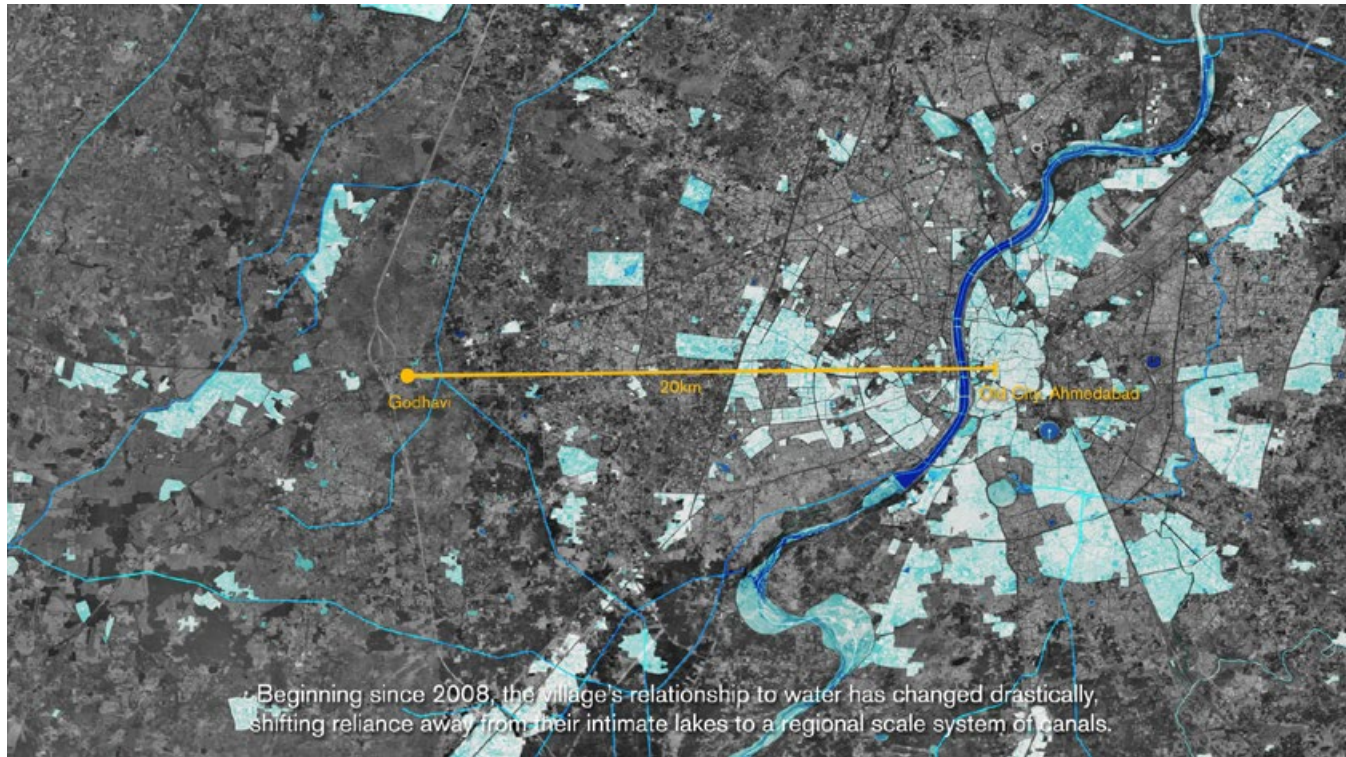 20km
Godhavi
Old City, Ahmedabad
Beginning since 2008, the village's relationship to water has changed drastically,
shifting reliance away from their intimate lakes to a regional scale system of canals.